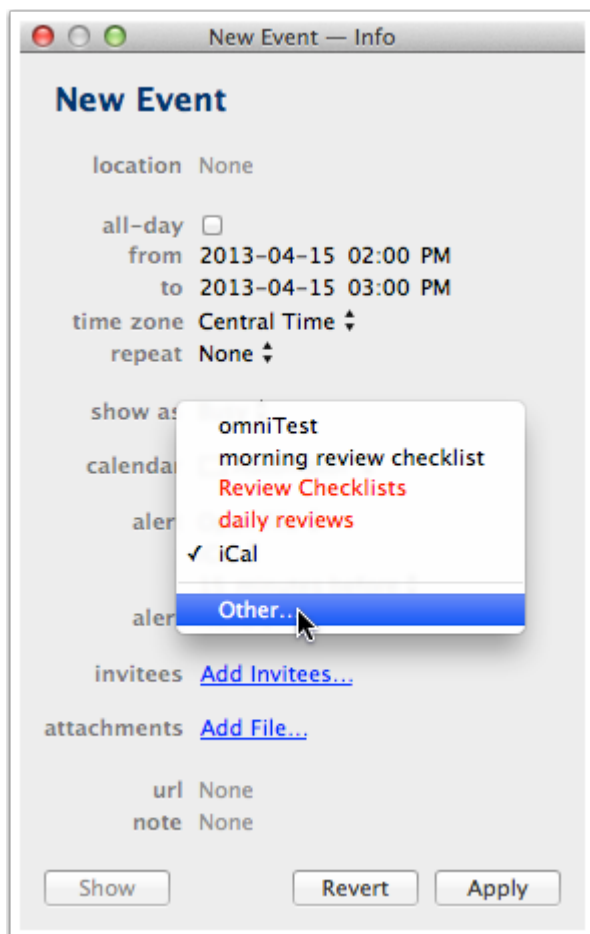 New Event — Info
New Event
location None
all-day
from 2013-04-15 02:00 PM
to 2013-04-15 03:00 PM
time zone Central Time
repeat None
show as
omniTest
morning review checklist
Review Checklists
daily reviews
✓ iCal
Other...
invitees Add Invitees...
attachments Add File...
url None
note None
Show Revert Apply